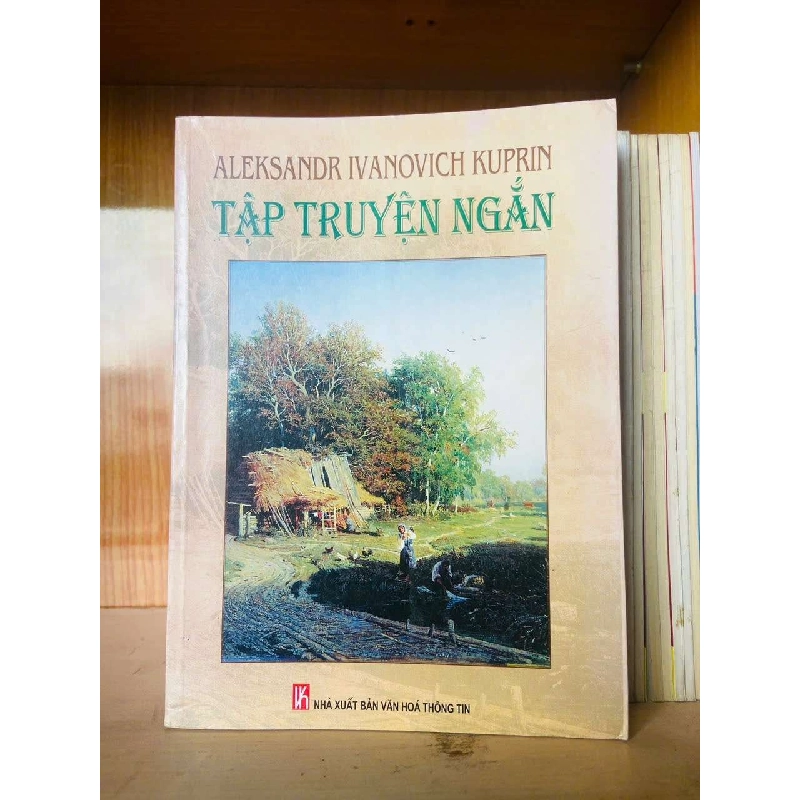 ALEKSANDR IVANOVICH KUPRIN
TẬP TRUYỆN NGẮN
NHÀ XUẤT BẢN VĂN HOÁ THÔNG TIN